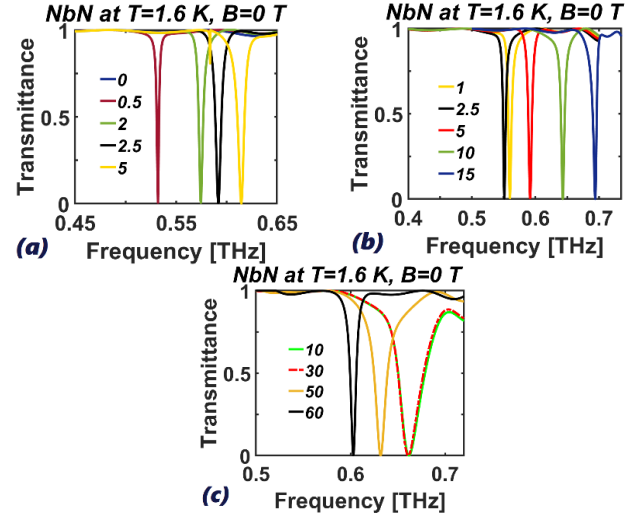 NbN at T=1.6 K, B=0 T
Transmittance
1
0.5
0
0
0.5
2
2.5
5
0.45
0.55
0.65
Frequency [THz]
(a)
NbN at T=1.6 K, B=0 T
Transmittance
1
0.5
0
1
2.5
5
10
15
0.4
0.5
0.6
0.7
Frequency [THz]
(b)
NbN at T=1.6 K, B=0 T
Transmittance
1
0.5
0
10
30
50
60
0.5
0.6
0.7
Frequency [THz]
(c)